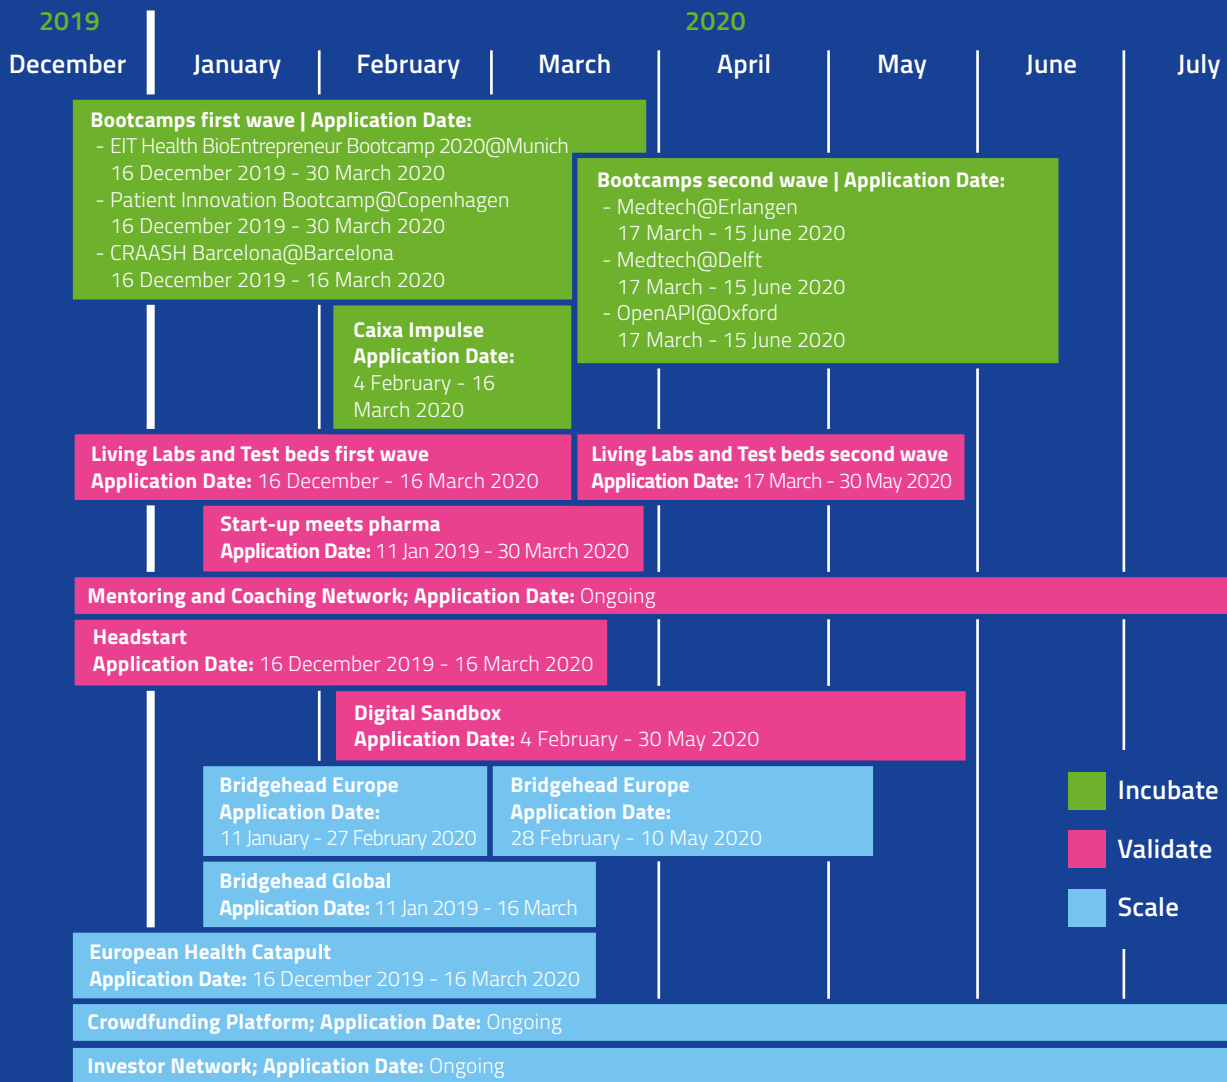 2019
2020
December
January
February
March
April
May
June
July
Bootcamps first wave | Application Date:
- EIT Health BioEntrepreneur Bootcamp 2020@Munich
16 December 2019 - 30 March 2020
- Patient Innovation Bootcamp@Copenhagen
16 December 2019 - 30 March 2020
- CRAASH Barcelona@Barcelona
16 December 2019 - 16 March 2020
Bootcamps second wave | Application Date:
- Medtech@Erlangen
17 March - 15 June 2020
- Medtech@Delft
17 March - 15 June 2020
- OpenAPI@Oxford
17 March - 15 June 2020
Caixa Impulse
Application Date:
4 February - 16
March 2020
Living Labs and Test beds first wave
Application Date: 16 December - 16 March 2020
Living Labs and Test beds second wave
Application Date: 17 March - 30 May 2020
Start-up meets pharma
Application Date: 11 Jan 2019 - 30 March 2020
Mentoring and Coaching Network; Application Date: Ongoing
Headstart
Application Date: 16 December 2019 - 16 March 2020
Digital Sandbox
Application Date: 4 February - 30 May 2020
Bridgehead Europe
Application Date:
11 January - 27 February 2020
Bridgehead Europe
Application Date:
28 February - 10 May 2020
Bridgehead Global
Application Date: 11 Jan 2019 - 16 March
European Health Catapult
Application Date: 16 December 2019 - 16 March 2020
Crowdfunding Platform; Application Date: Ongoing
Investor Network; Application Date: Ongoing
Incubate
Validate
Scale